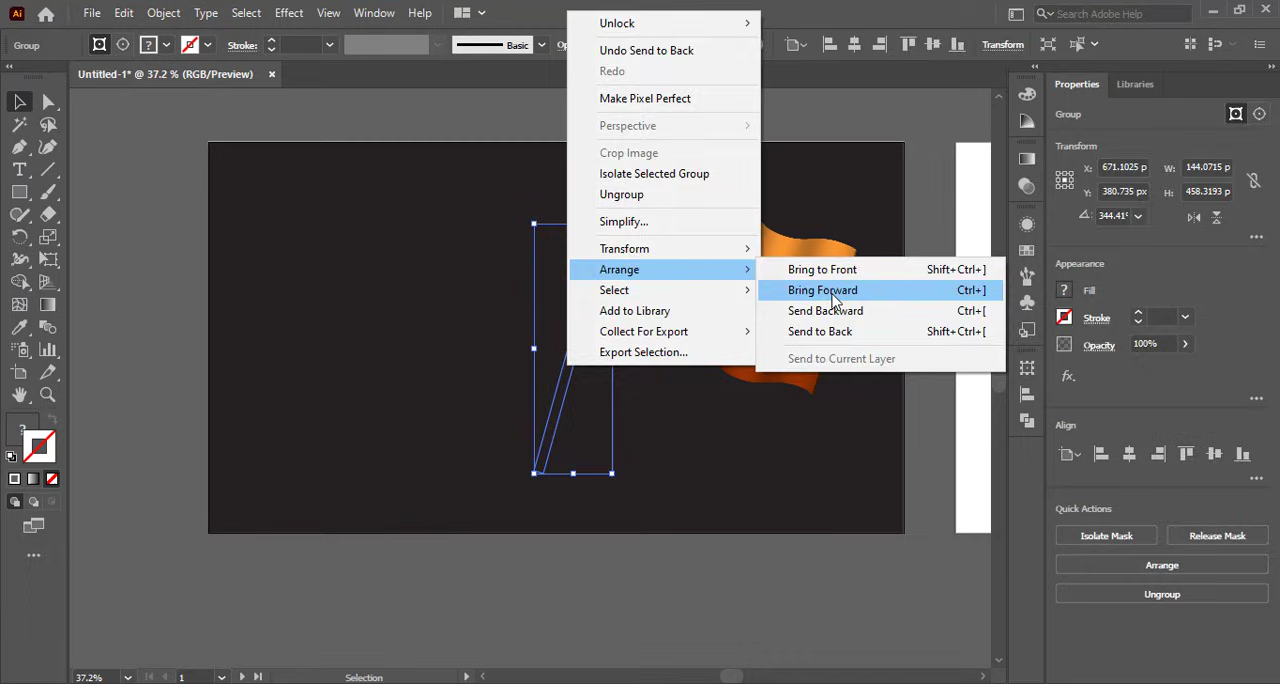 Ai File Edit Object Type Select Effect View Window Help
Search Adobe Help
Group ? Stroke: Basic Transform
Untitled-1* @ 37.2 % (RGB/Preview) ×
Unlock
Undo Send to Back
Redo
Make Pixel Perfect
Perspective
Crop Image
Isolate Selected Group
Ungroup
Simplify...
Transform
Arrange
Select
Add to Library
Collect For Export
Export Selection...
Bring to Front Shift+Ctrl+]
Bring Forward Ctrl+]
Send Backward Ctrl+[
Send to Back Shift+Ctrl+[
Send to Current Layer
Properties Libraries
Group
Transform
X: 671.1025 p W: 144.0715 p
Y: 380.735 px H: 458.3193 p
344.41°
Appearance
? Fill
Stroke
Opacity 100%
fx.
Align
Quick Actions
Isolate Mask Release Mask
Arrange
Ungroup
37.2% 1 Selection